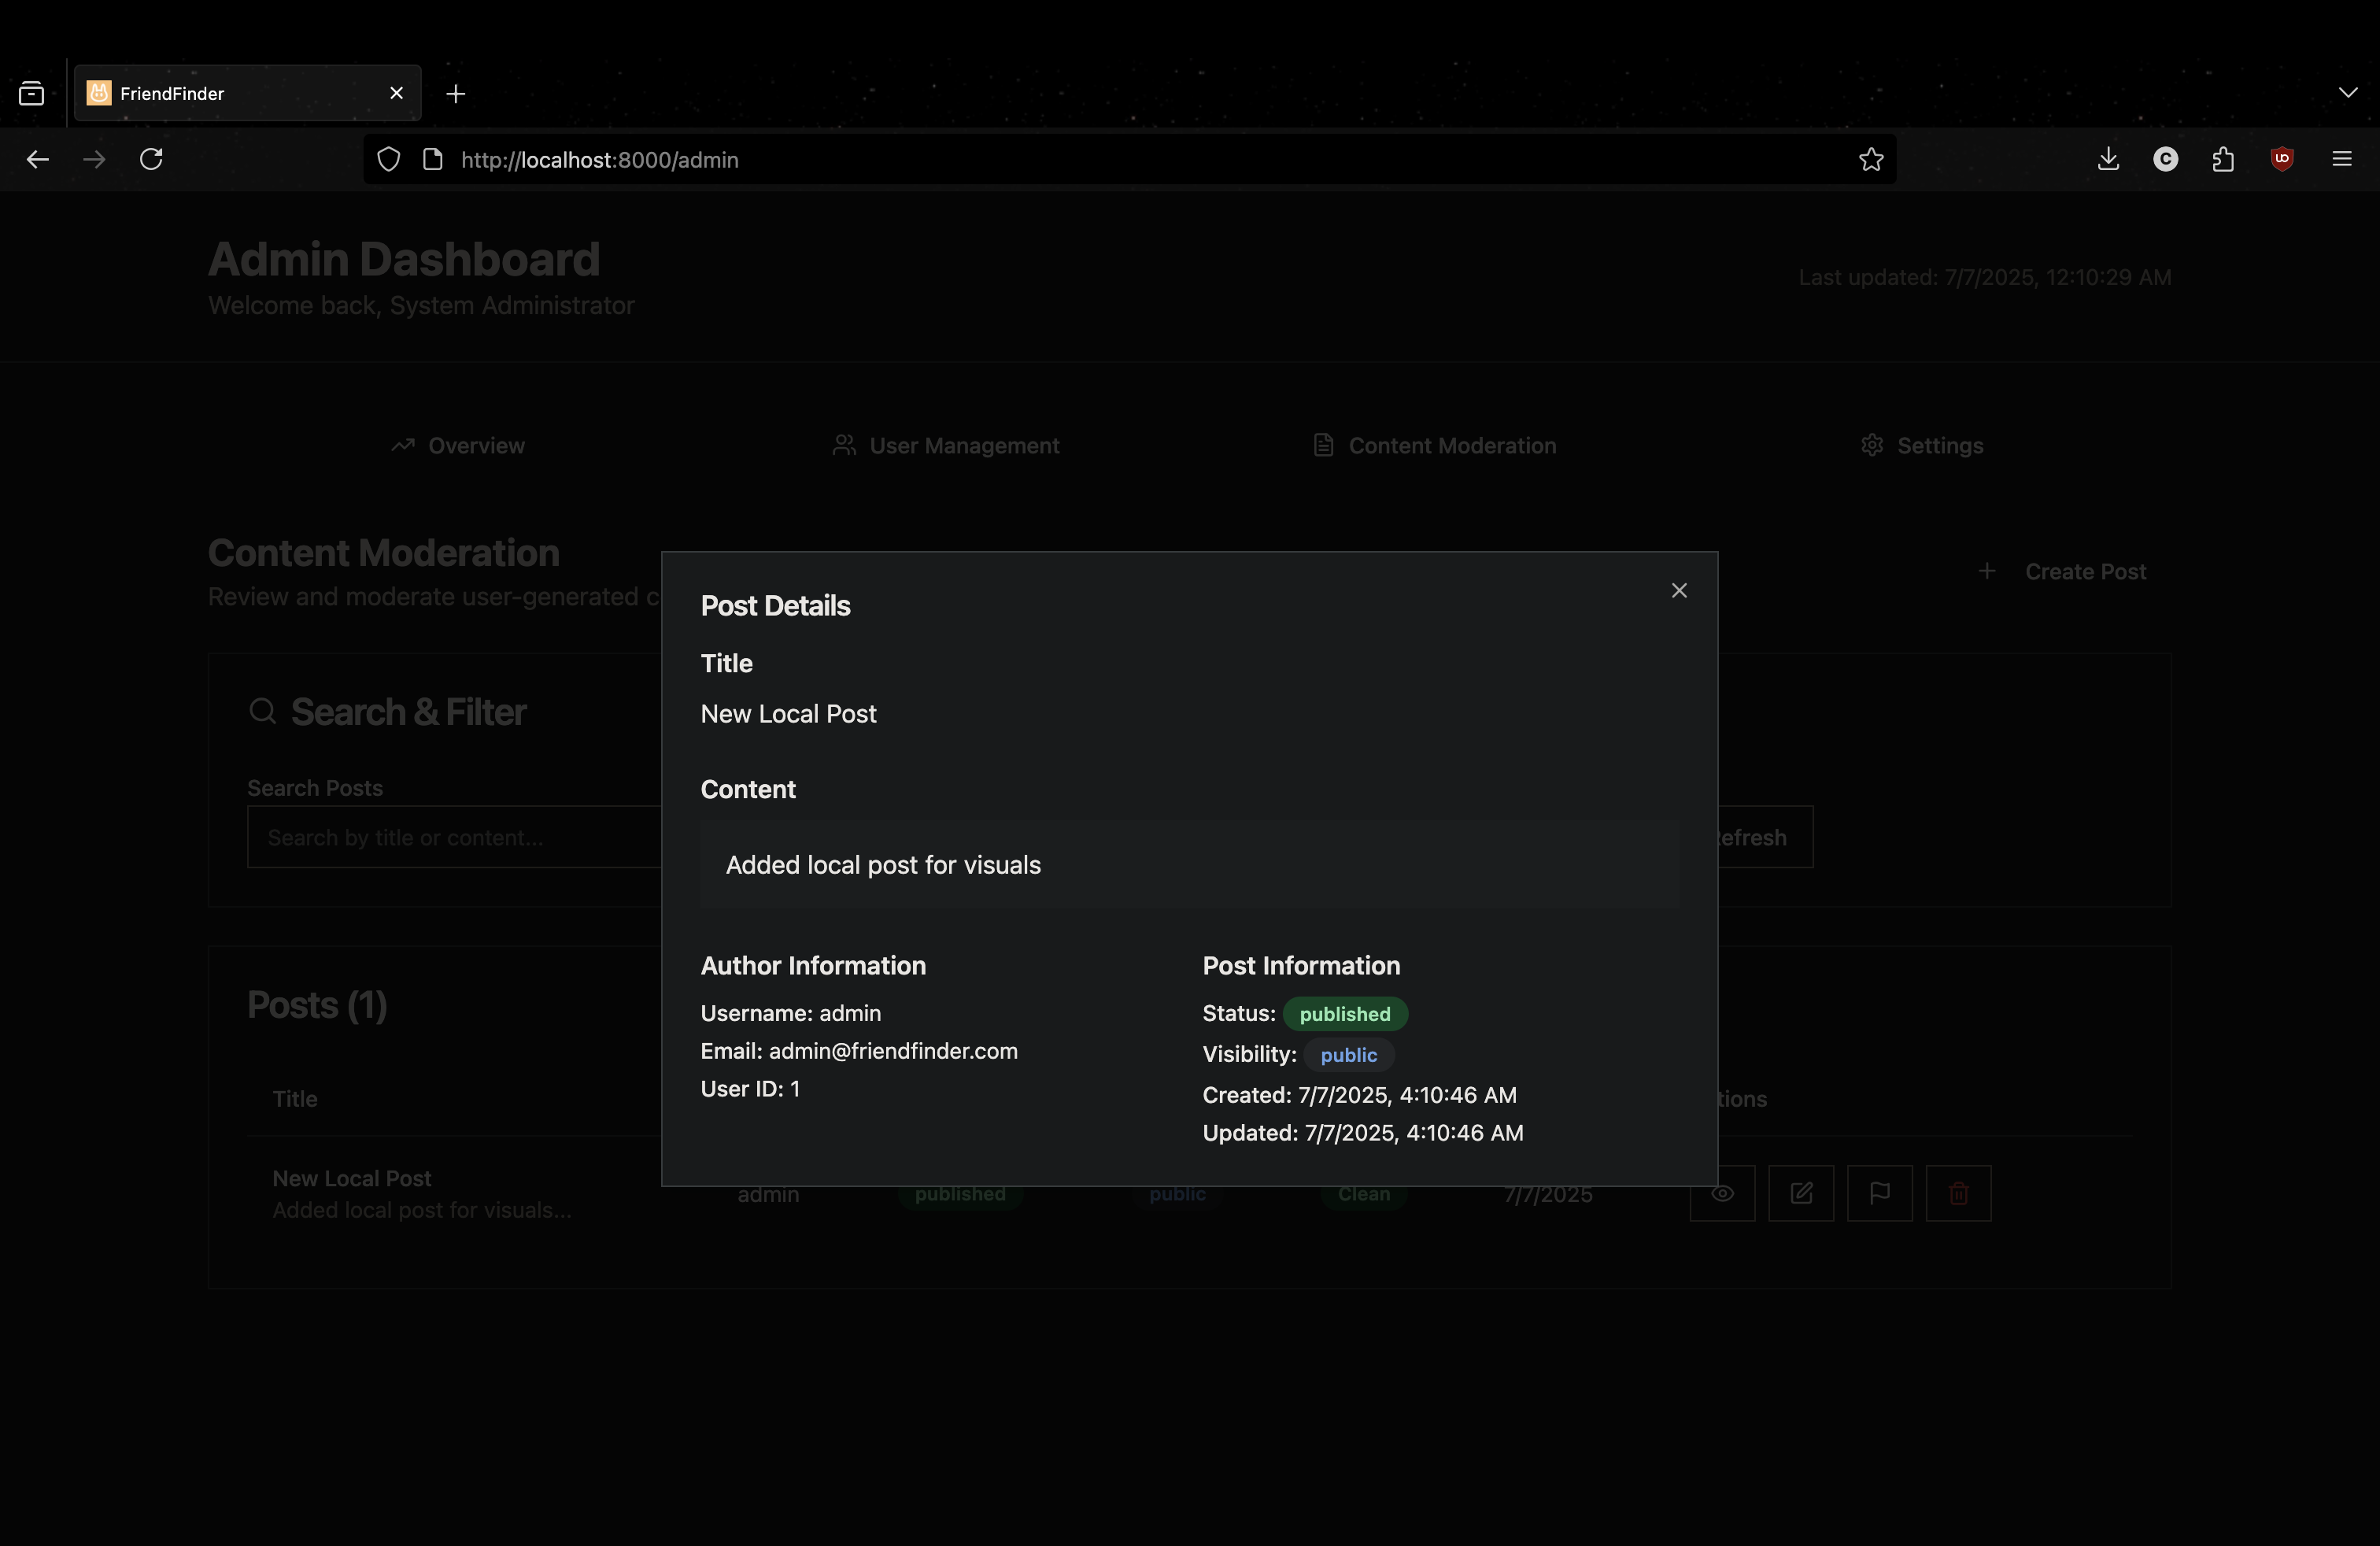 FriendFinder
http://localhost:8000/admin
Admin Dashboard
Welcome back, System Administrator
Last updated: 7/7/2025, 12:10:29 AM
Overview
User Management
Content Moderation
Settings
Content Moderation
Review and moderate user-generated c
Create Post
Search & Filter
Search Posts
Search by title or content...
efresh
Post Details
Title
New Local Post
Content
Added local post for visuals
Author Information
Username: admin
Email: admin@friendfinder.com
User ID: 1
Post Information
Status: published
Visibility: public
Created: 7/7/2025, 4:10:46 AM
Updated: 7/7/2025, 4:10:46 AM
Posts (1)
Title
tions
New Local Post
Added local post for visuals...
admin
published
public
Clean
7/7/2025